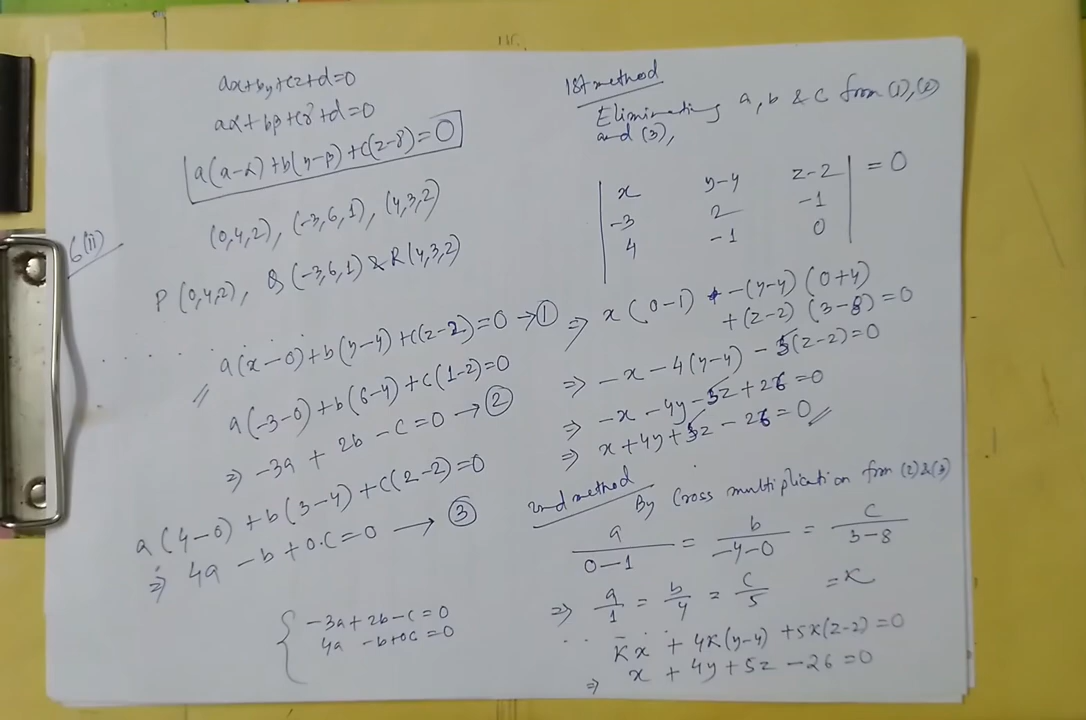 ax+by+cz+d=0
aα+bβ+cγ+d=0
a(a-α)+b(y-β)+c(z-8)=0
(0,4,2), (-3,6,1), (4,3,2)
6(ii)
P(0,4,2), Q(-3,6,1) & R(4,3,2)
a(x-0)+b(y-4)+c(z-2)=0 → ①
a(-3-0)+b(6-4)+c(1-2)=0
⇒ -3a + 2b - c = 0 → ②
a(4-0)+b(3-4)+c(2-2)=0
⇒ 4a - b + 0.c = 0 → ③
{ -3a+2b-c=0
4a -b+0c=0
1st method
Eliminating a, b & c from (1),(2)
and (3),
| x y-4 z-2 | = 0
-3 2 -1
4 -1 0
⇒ x(0-1) -(y-4)(0+4)
+(z-2)(3-8)=0
⇒ -x-4(y-4)-5(z-2)=0
⇒ -x-4y-5z+26=0
⇒ x+4y+5z-26=0
2nd method
By Cross multiplication from (2)&(3)
a/0-1 = b/-4-0 = c/3-8
⇒ a/1 = b/4 = c/5 =K
∴ Kx + 4K(y-4) +5K(z-2)=0
⇒ x + 4y+5z-26=0